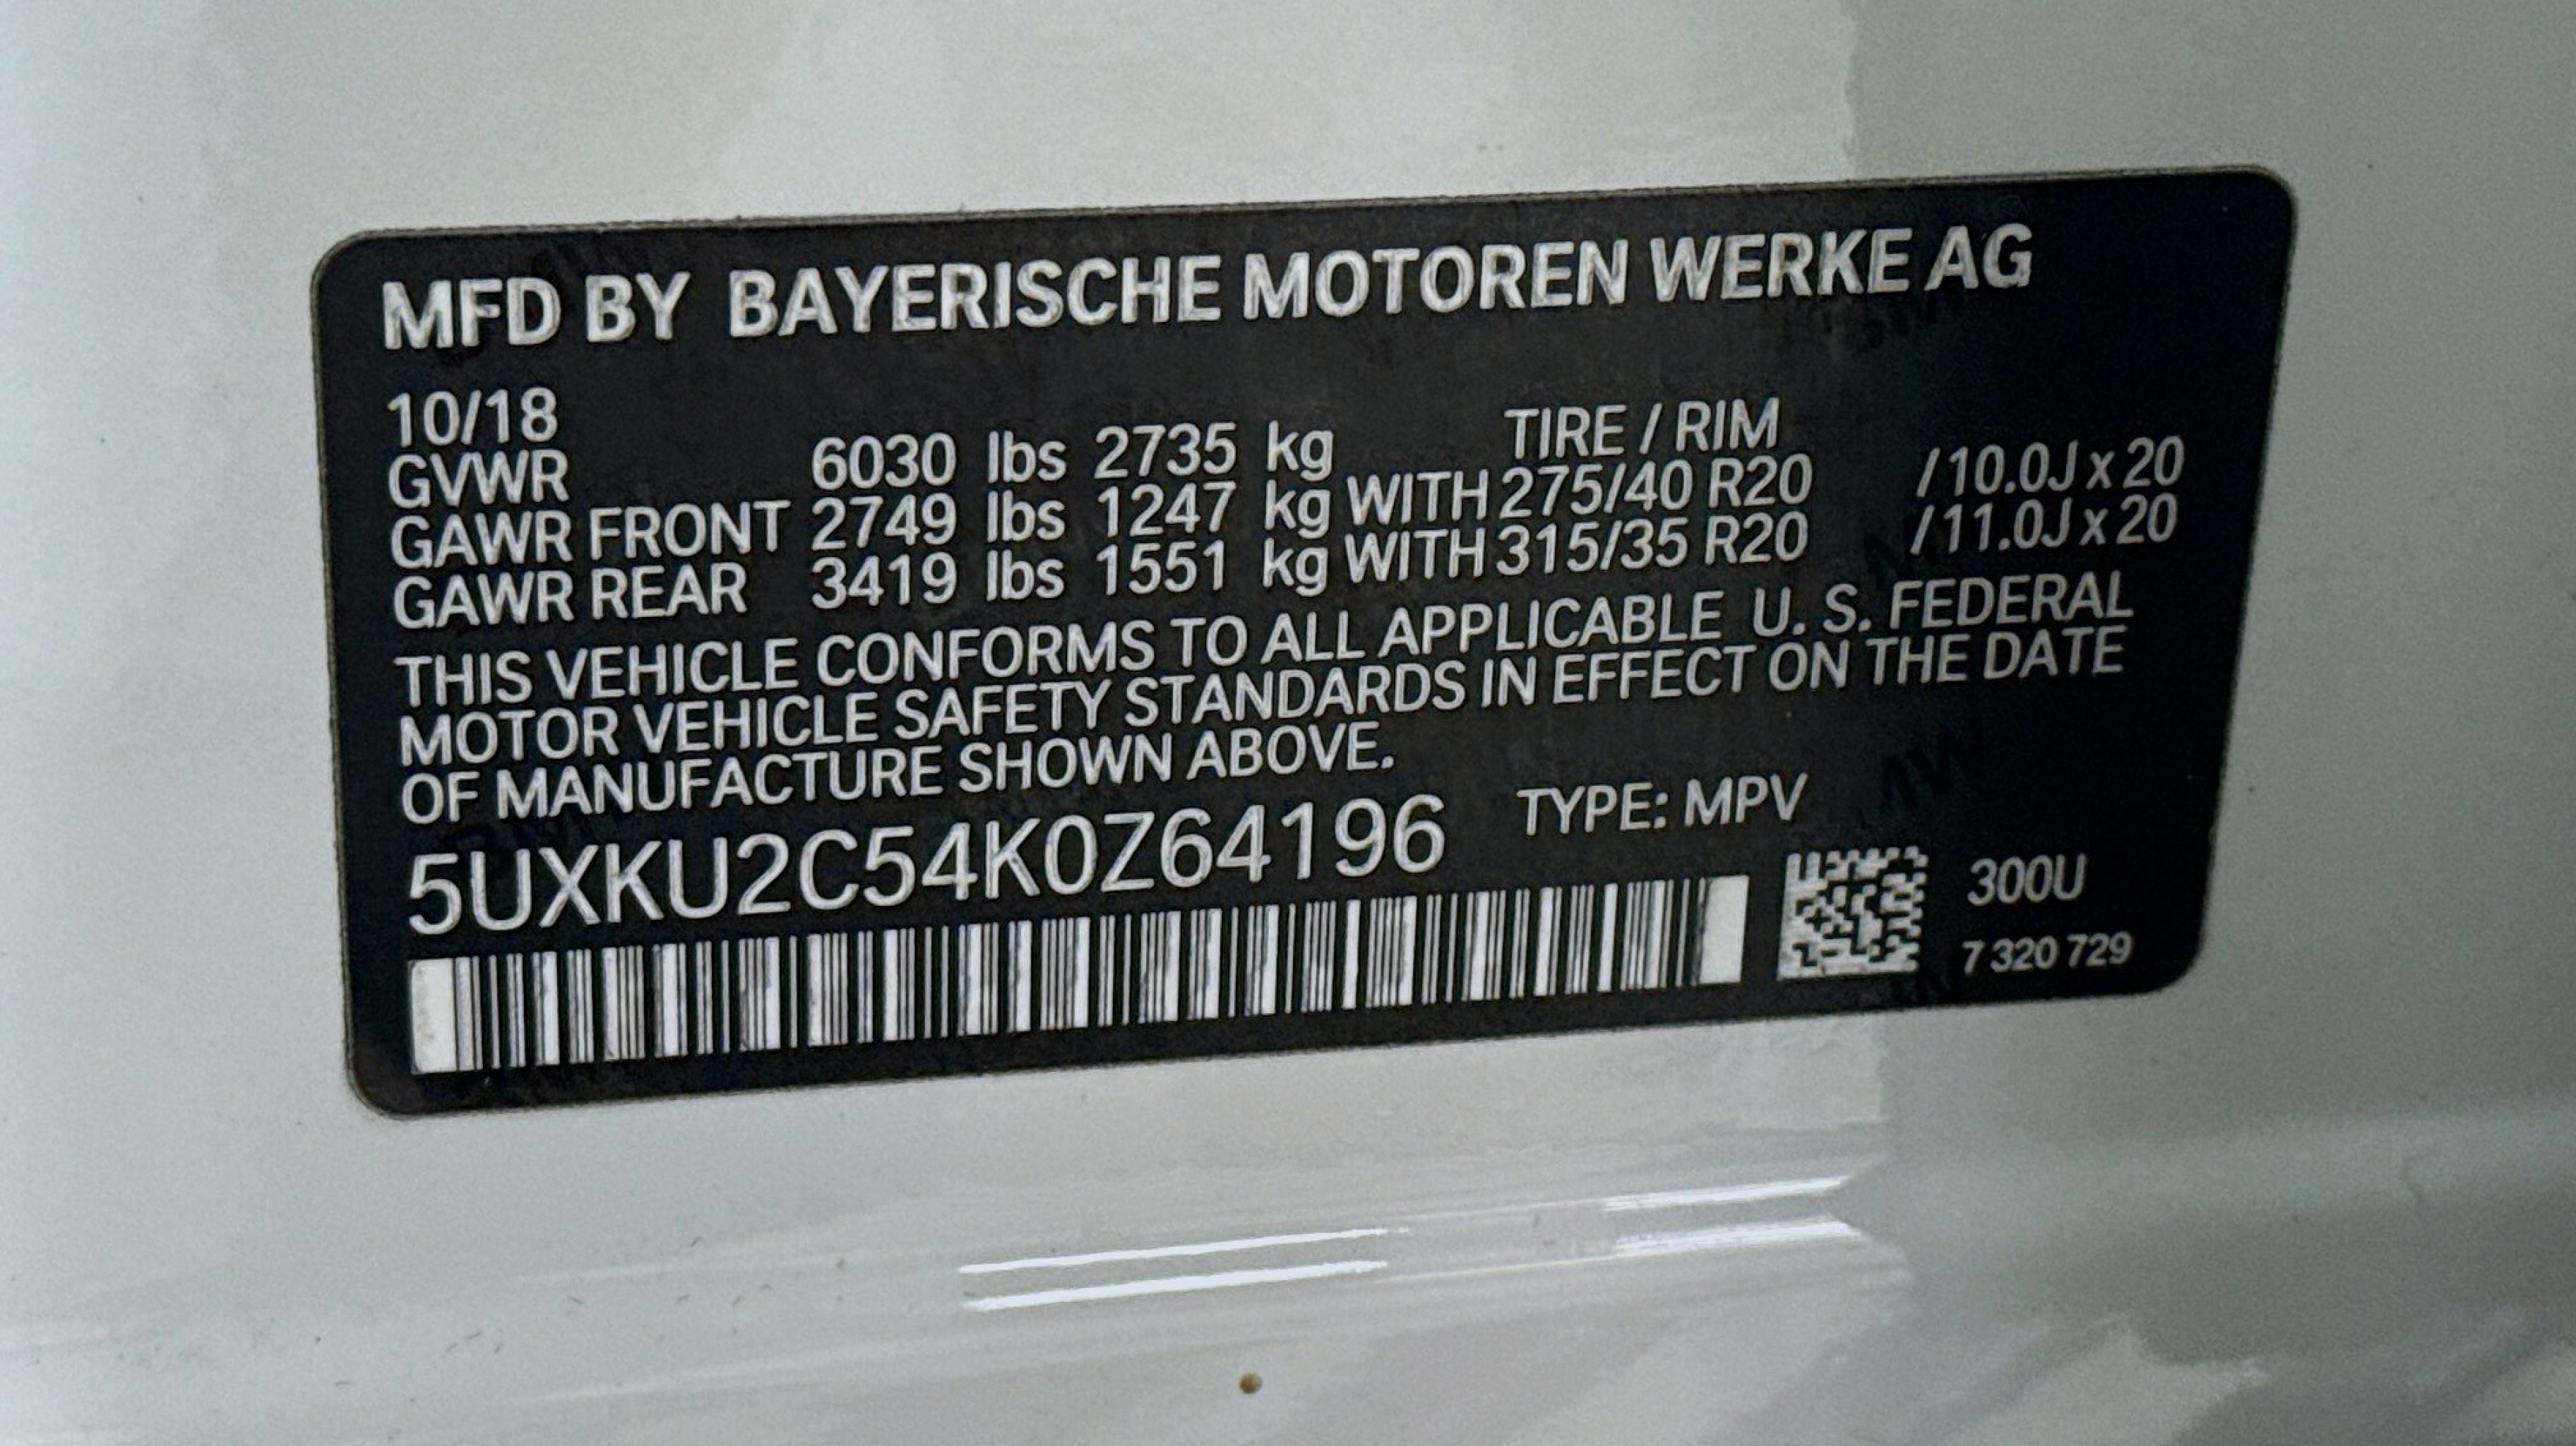 MFD BY BAYERISCHE MOTOREN WERKE AG
10/18
TIRE / RIM
GVWR 6030 lbs 2735 kg
GAWR FRONT 2749 lbs 1247 kg WITH 275/40 R20 /10.0J x 20
GAWR REAR 3419 lbs 1551 kg WITH 315/35 R20 /11.0J x 20
THIS VEHICLE CONFORMS TO ALL APPLICABLE U. S. FEDERAL
MOTOR VEHICLE SAFETY STANDARDS IN EFFECT ON THE DATE
OF MANUFACTURE SHOWN ABOVE.
5UXKU2C54K0Z64196 TYPE: MPV
300U
7 320 729